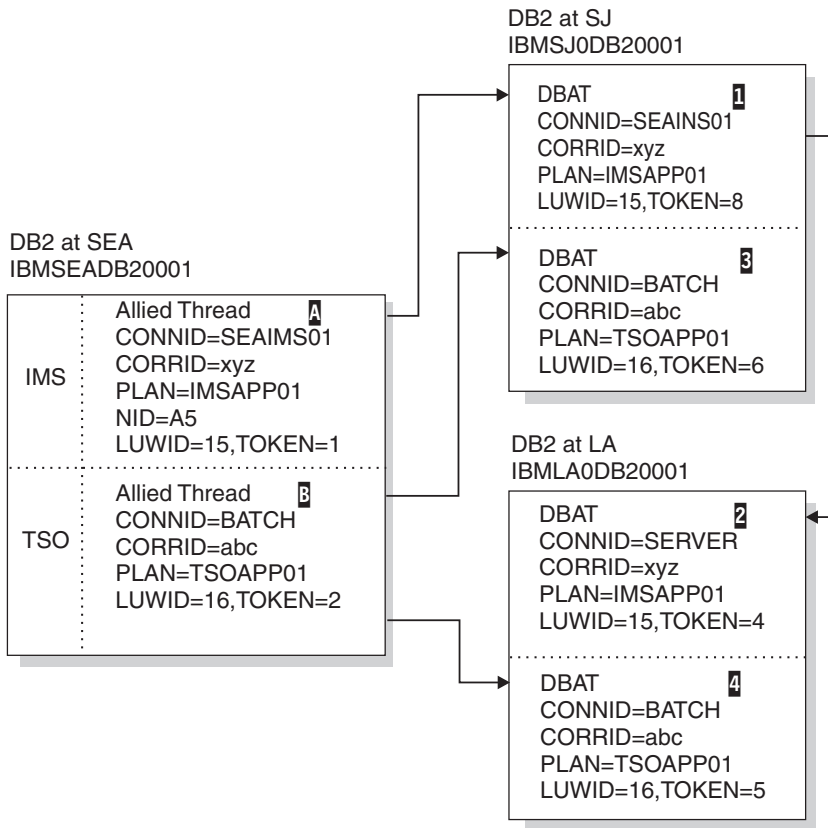 DB2 at SJ
IBMSJ0DB20001
DBAT 1
CONNID=SEAINS01
CORRID=xyz
PLAN=IMSAPP01
LUWID=15,TOKEN=8
DBAT 3
CONNID=BATCH
CORRID=abc
PLAN=TSOAPP01
LUWID=16,TOKEN=6
DB2 at SEA
IBMSEADB20001
IMS
Allied Thread A
CONNID=SEAIMS01
CORRID=xyz
PLAN=IMSAPP01
NID=A5
LUWID=15,TOKEN=1
TSO
Allied Thread B
CONNID=BATCH
CORRID=abc
PLAN=TSOAPP01
LUWID=16,TOKEN=2
DB2 at LA
IBMLA0DB20001
DBAT 2
CONNID=SERVER
CORRID=xyz
PLAN=IMSAPP01
LUWID=15,TOKEN=4
DBAT 4
CONNID=BATCH
CORRID=abc
PLAN=TSOAPP01
LUWID=16,TOKEN=5